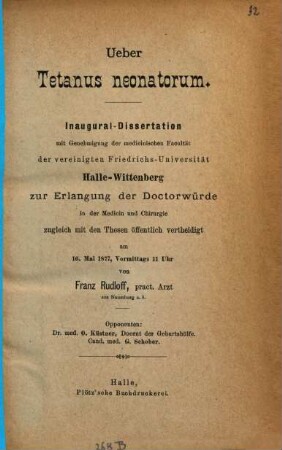 32
Ueber
Tetanus neonatorum.
Inaugural-Dissertation
mit Genehmigung der medicinischen Facultät
der vereinigten Friedrichs-Universität
Halle-Wittenberg
zur Erlangung der Doctorwürde
in der Medicin und Chirurgie
zugleich mit den Thesen öffentlich vertheidigt
am
16. Mai 1877, Vormittags 11 Uhr
von
Franz Rudloff, pract. Arzt
aus Naumburg a. S.
Opponenten:
Dr. med. O. Küstner, Docent der Geburtshülfe.
Cand. med. G. Schober.
Halle,
Plötz'sche Buchdruckerei.